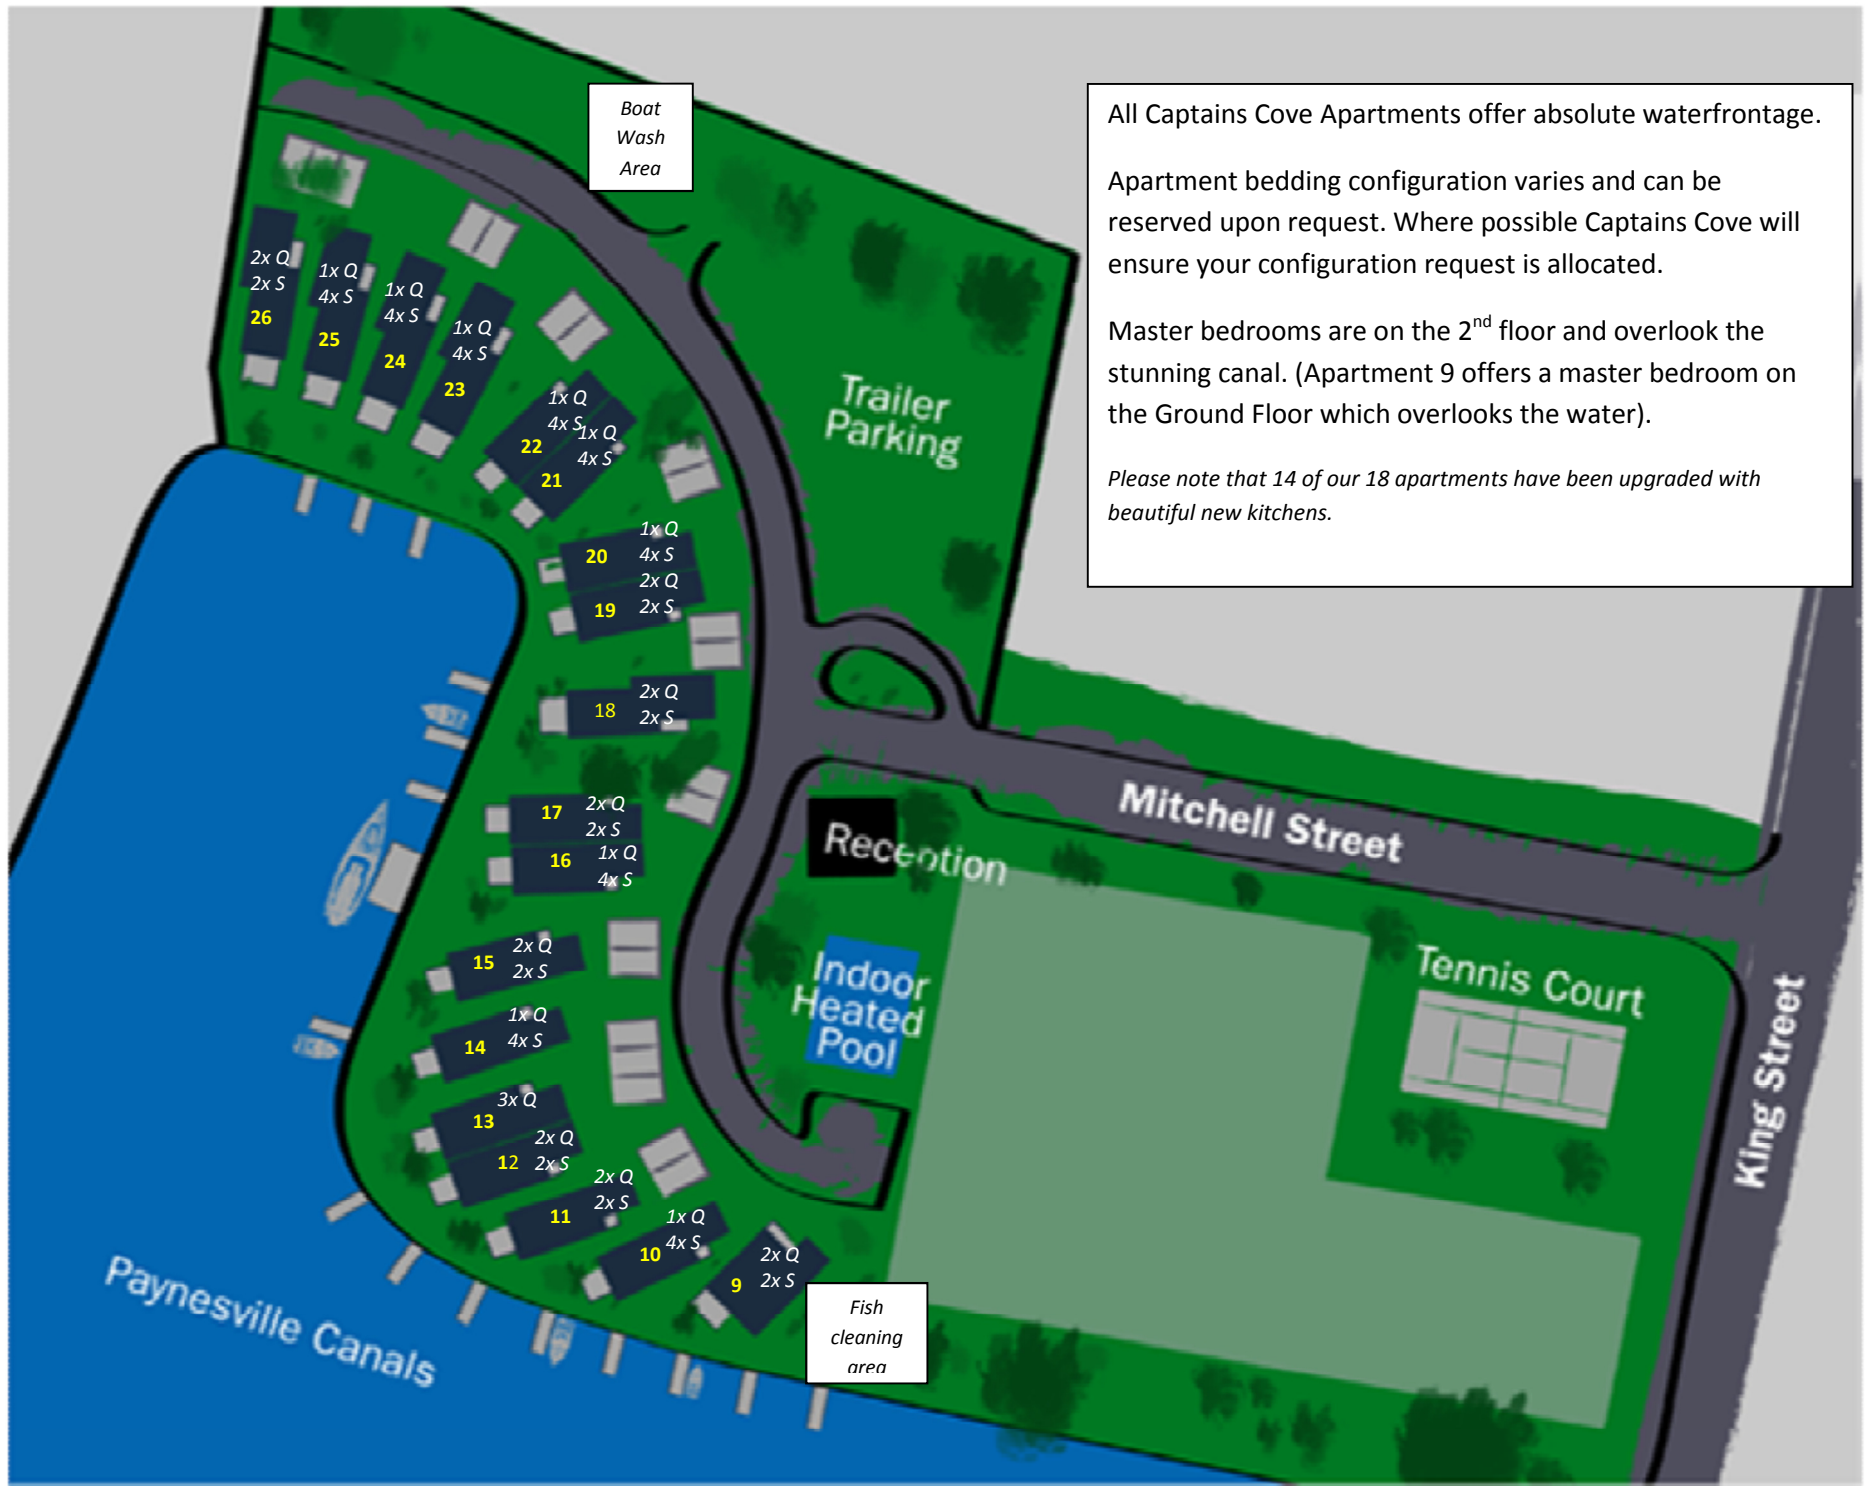 Boat
Wash
Area
All Captains Cove Apartments offer absolute waterfrontage.
Apartment bedding configuration varies and can be
reserved upon request. Where possible Captains Cove will
ensure your configuration request is allocated.
Master bedrooms are on the 2nd floor and overlook the
stunning canal. (Apartment 9 offers a master bedroom on
the Ground Floor which overlooks the water).
Please note that 14 of our 18 apartments have been upgraded with
beautiful new kitchens.
2x Q
2x S
26
1x Q
4x S
25
1x Q
4x S
24
1x Q
4x S
23
1x Q
4x S
22
1x Q
4x S
21
Trailer
Parking
1x Q
20
4x S
2x Q
19
2x S
2x Q
18
2x S
17
2x Q
2x S
16
1x Q
4x S
Reception
Mitchell Street
15
2x Q
2x S
Indoor
Heated
Pool
Tennis Court
King Street
14
1x Q
4x S
3x Q
13
2x Q
12
2x S
2x Q
2x S
11
1x Q
4x S
10
2x Q
2x S
9
Fish
cleaning
area
Paynesville Canals